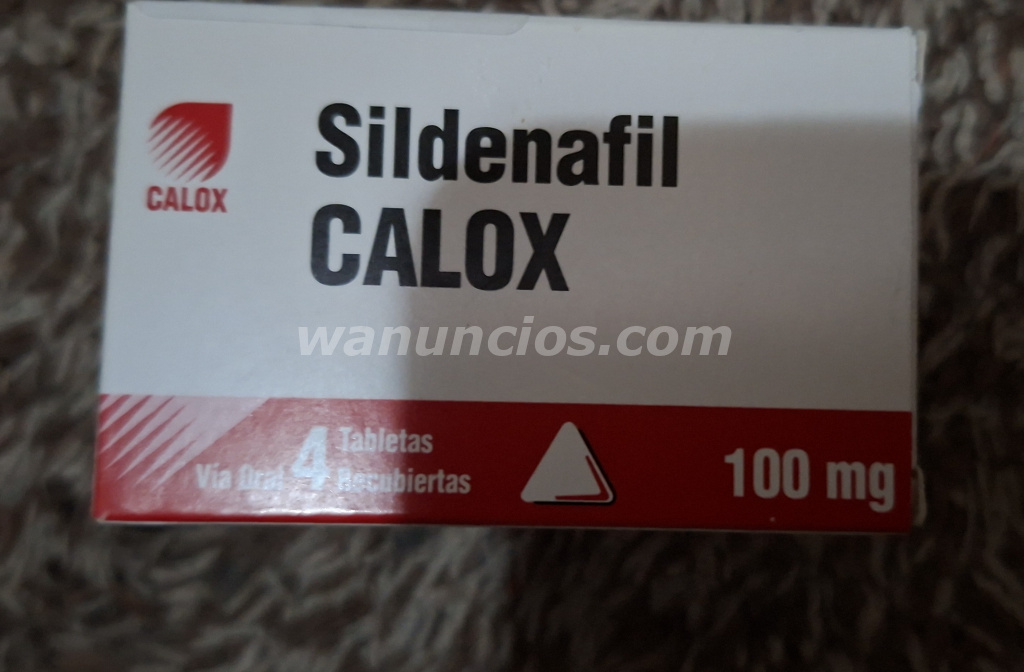 Sildenafil
CALOX
CALOX
wanuncios.com
4 Tabletas
Vía Oral Recubiertas
100 mg